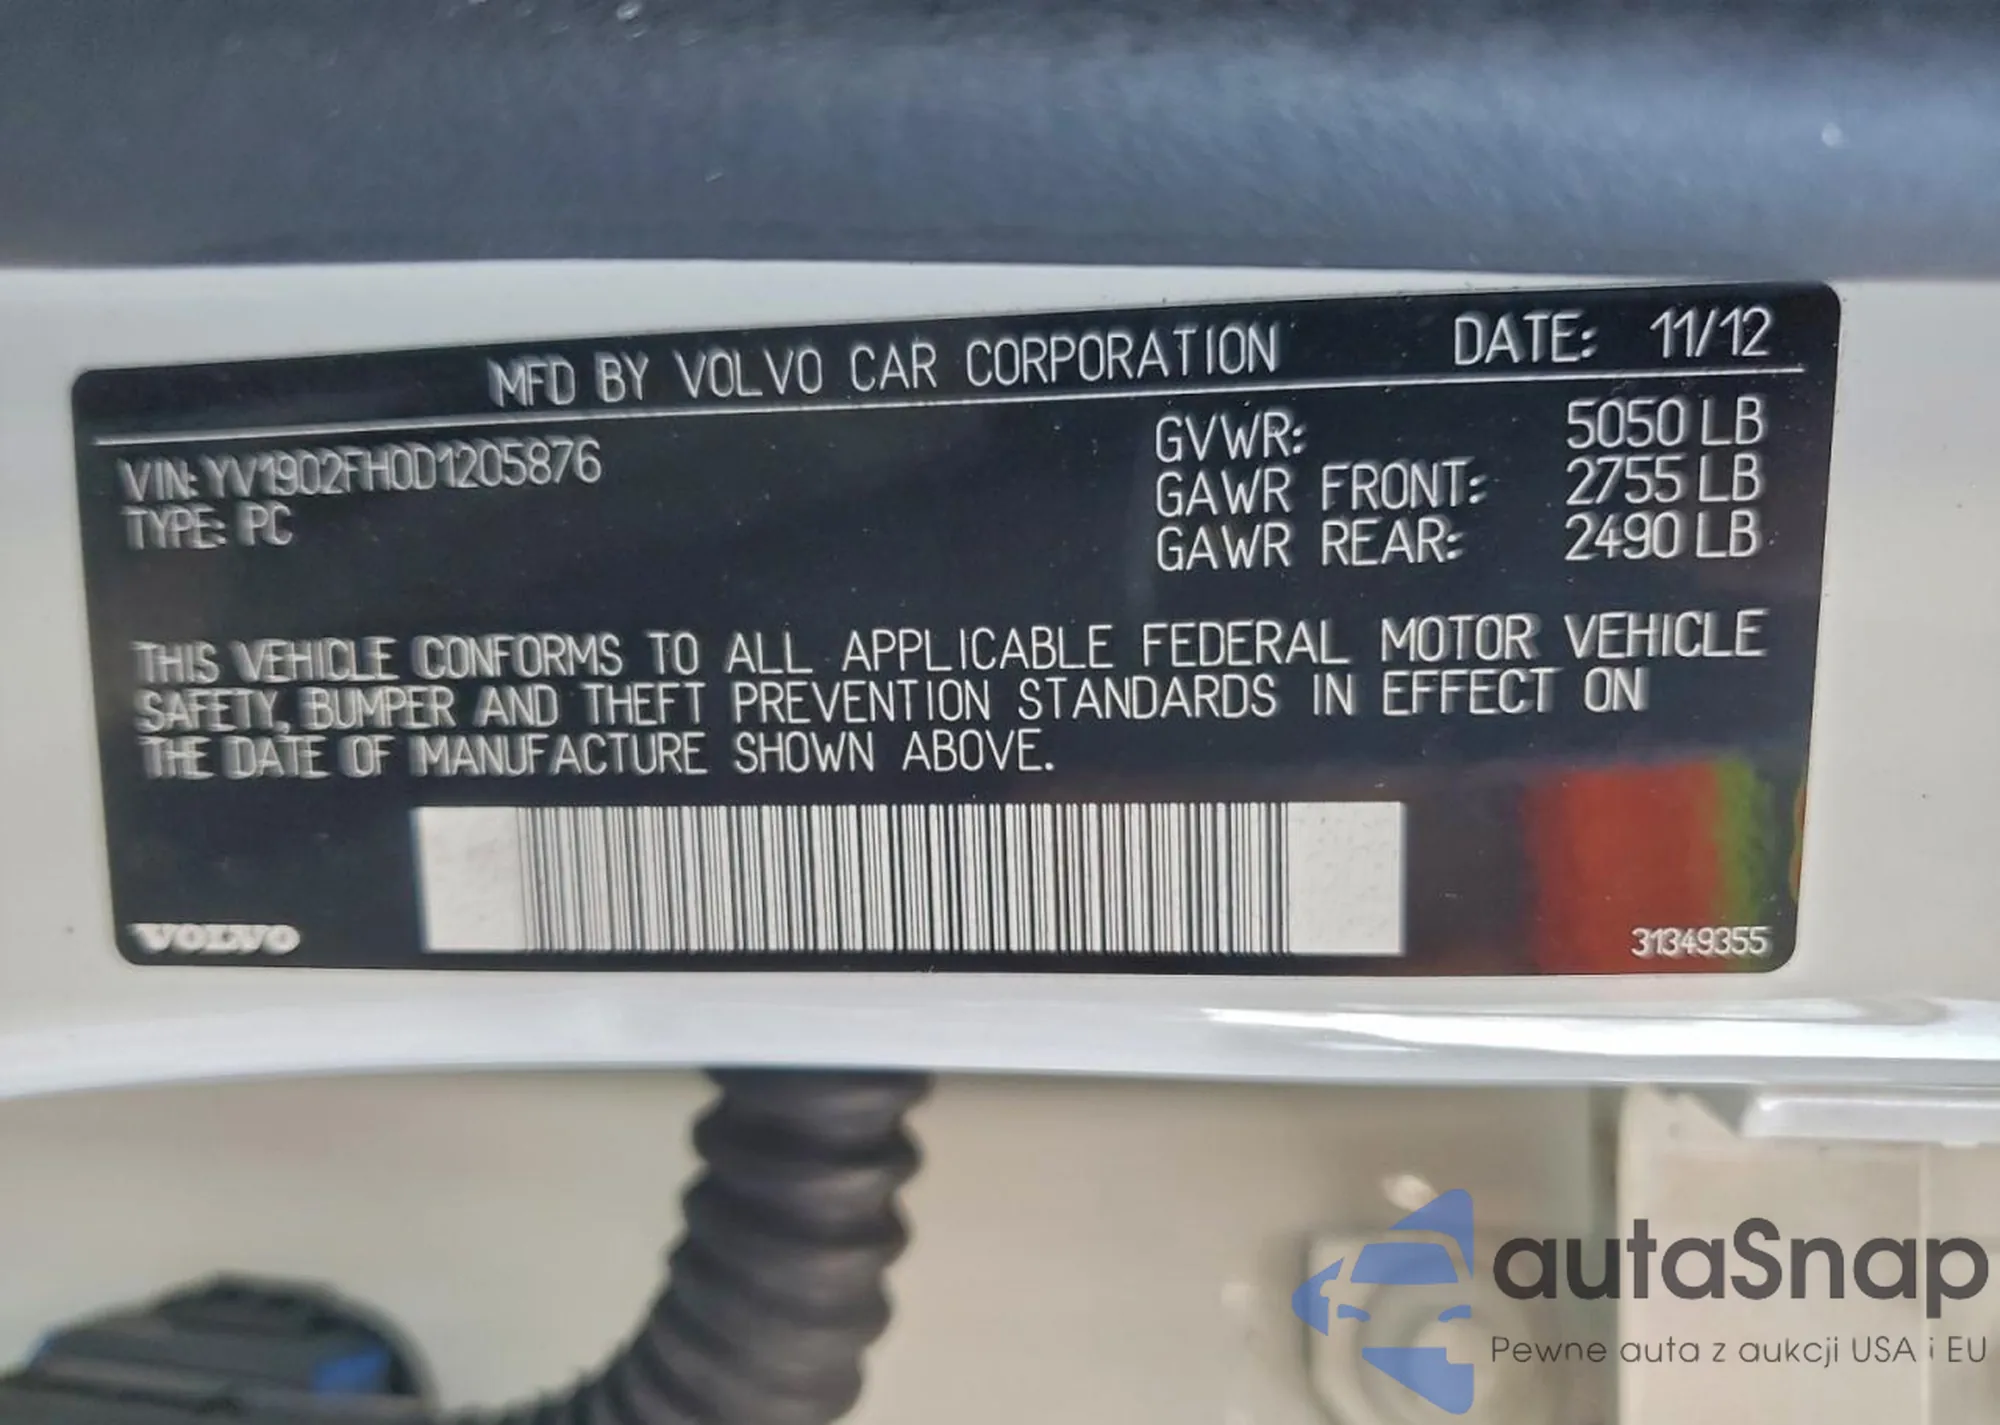 MFD BY VOLVO CAR CORPORATION DATE: 11/12
VIN: YV1902FH0D1205876
TYPE: PC
GVWR: 5050 LB
GAWR FRONT: 2755 LB
GAWR REAR: 2490 LB
THIS VEHICLE CONFORMS TO ALL APPLICABLE FEDERAL MOTOR VEHICLE
SAFETY, BUMPER AND THEFT PREVENTION STANDARDS IN EFFECT ON
THE DATE OF MANUFACTURE SHOWN ABOVE.
VOLVO
31349355
autaSnap
Pewne auta z aukcji USA i EU